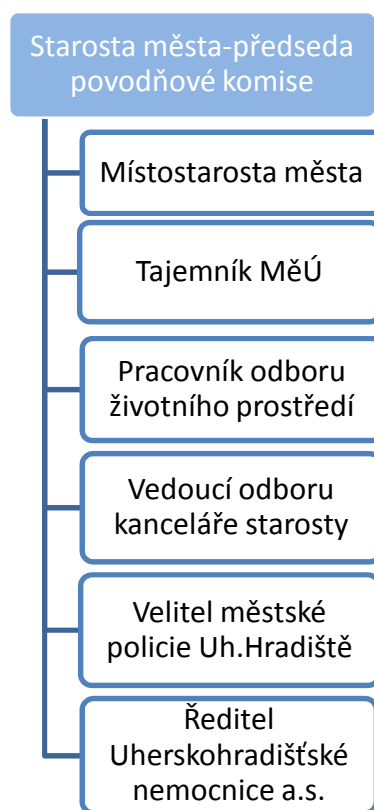 Starosta města-předseda
povodňové komise
Místostarosta města
Tajemník MěÚ
Pracovník odboru
životního prostředí
Vedoucí odboru
kanceláře starosty
Velitel městské
policie Uh.Hradiště
Ředitel
Uherskohradišťské
nemocnice a.s.